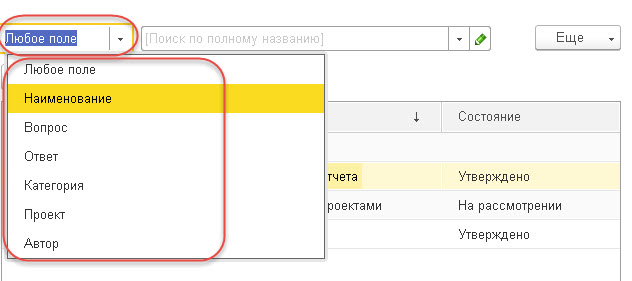 Любое поле [Поиск по полному названию] Еще
Любое поле
Наименование ↓ Состояние
Вопрос
Ответ
Категория тчета Утверждено
Проект роектами На рассмотрении
Автор Утверждено